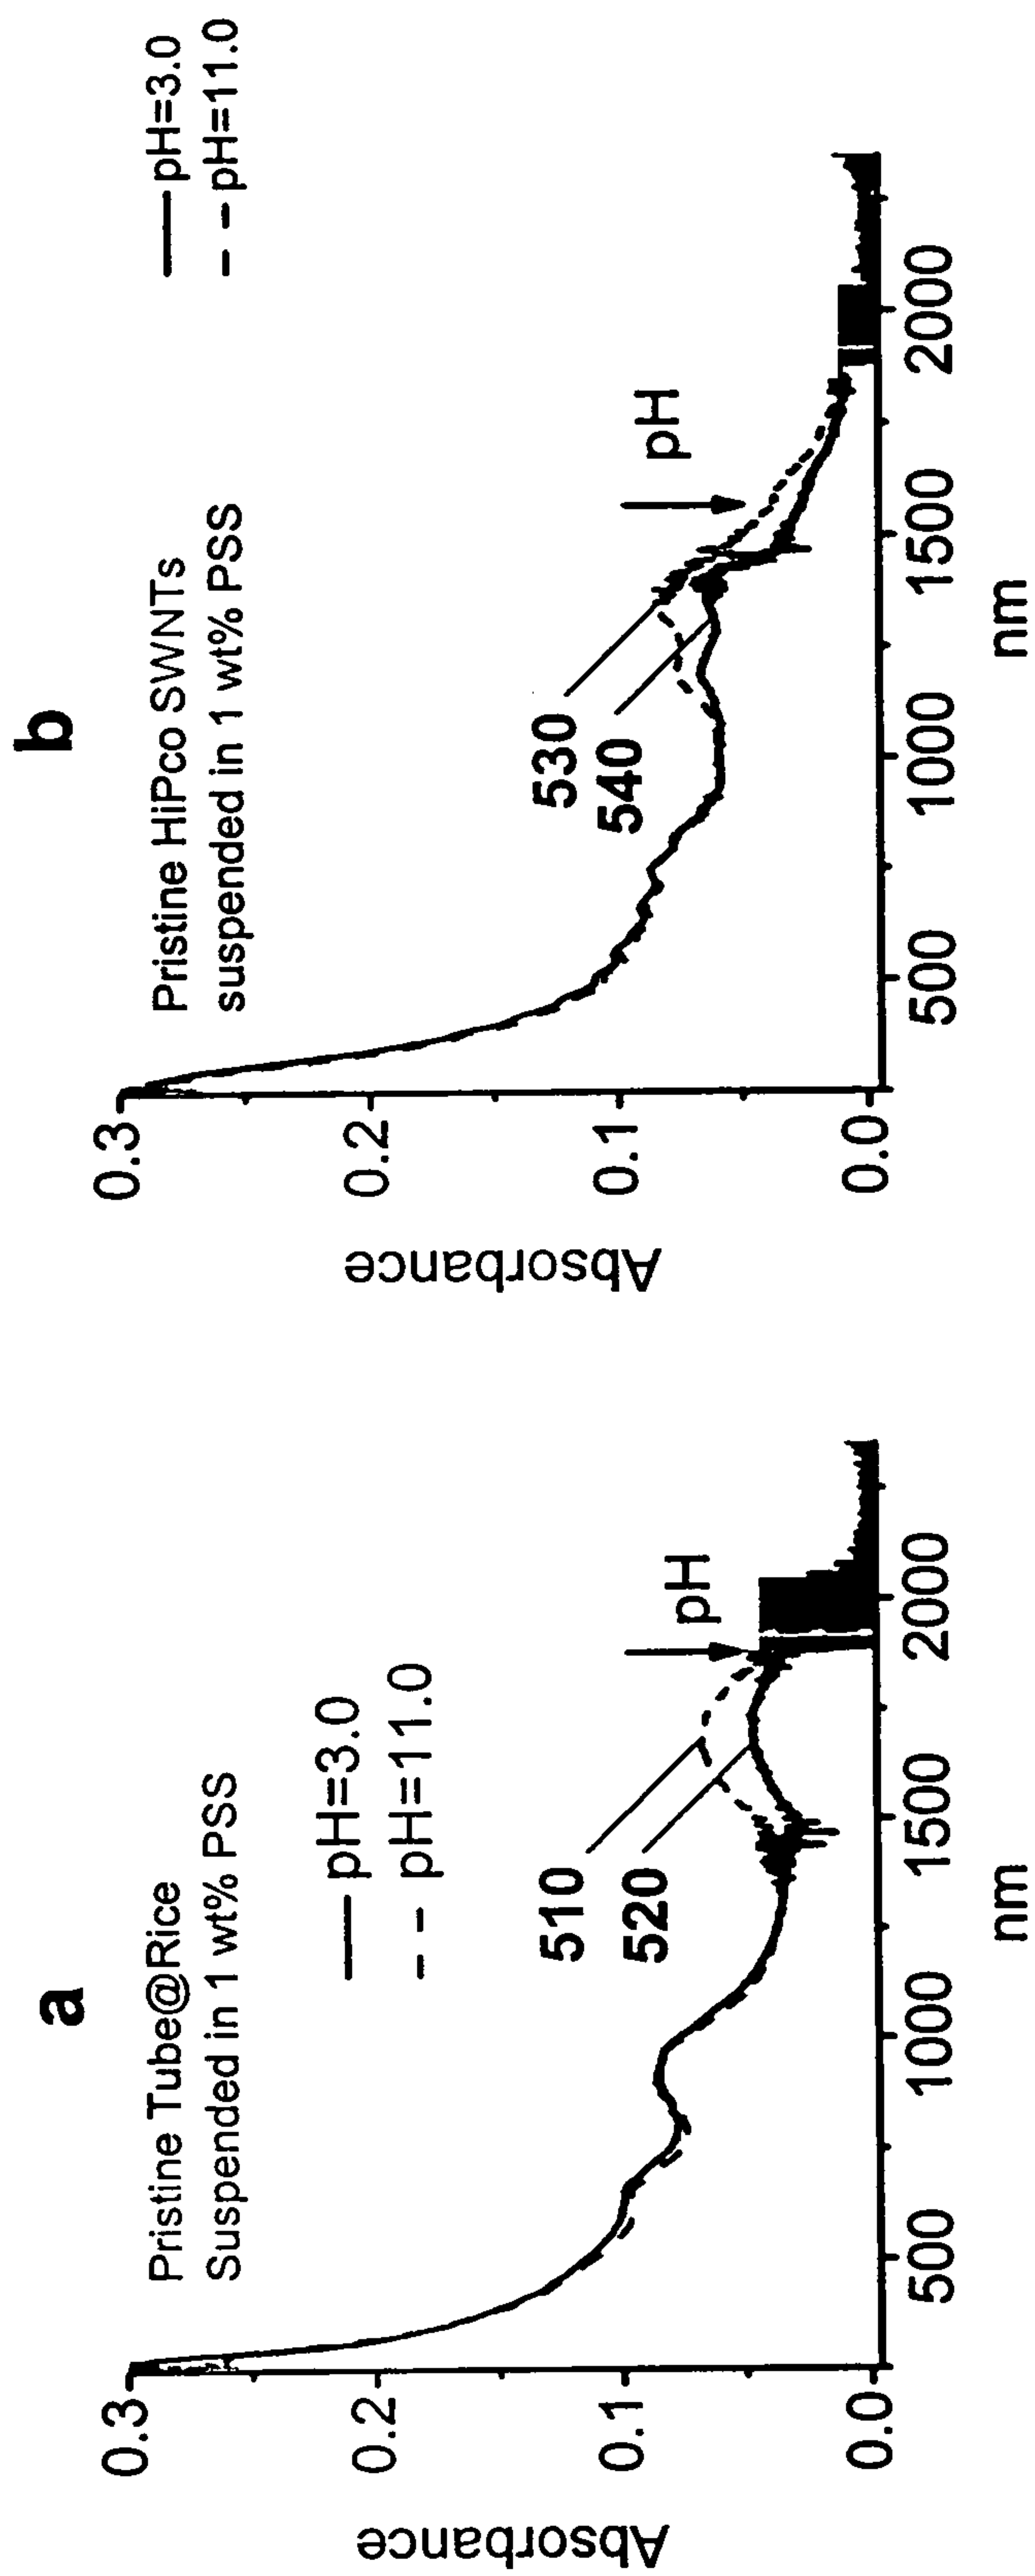 a
Pristine Tube@Rice
Suspended in 1 wt% PSS
pH=3.0
pH=11.0
510
520
pH
0.3
0.2
0.1
0.0
Absorbance
500
1000
1500
2000
nm
b
Pristine HiPco SWNTs
suspended in 1 wt% PSS
pH=3.0
pH=11.0
530
540
pH
0.3
0.2
0.1
0.0
Absorbance
500
1000
1500
2000
nm